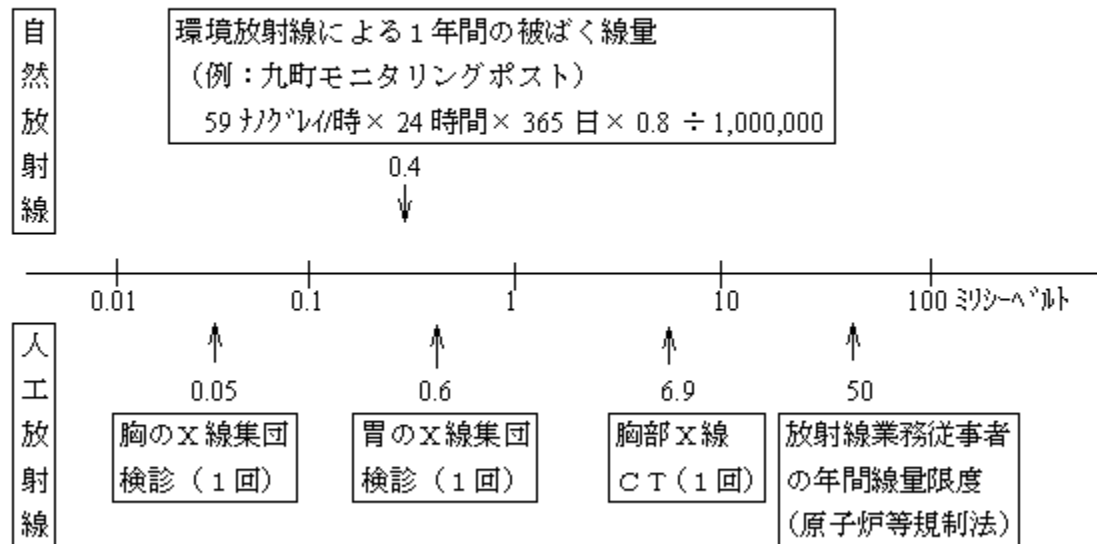 自然放射線
環境放射線による1年間の被ばく線量
(例:九町モニタリングポスト)
59 ナノグレイ/時× 24 時間× 365 日× 0.8 ÷ 1,000,000
0.4
0.01 0.1 1 10 100 ミリシーベルト
人工放射線
0.05
胸のX線集団
検診(1回)
0.6
胃のX線集団
検診(1回)
6.9
胸部X線
CT(1回)
50
放射線業務従事者
の年間線量限度
(原子炉等規制法)